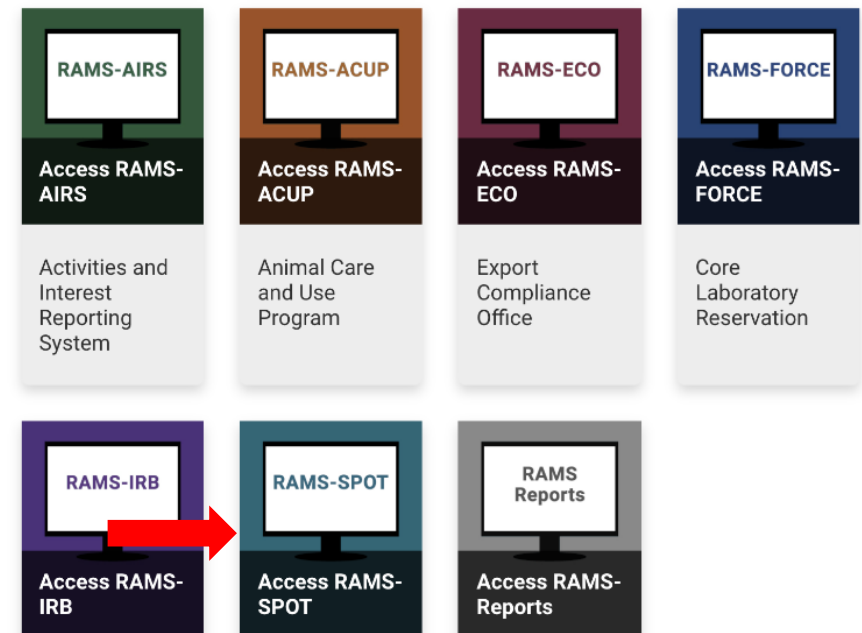 RAMS-AIRS
Access RAMS-
AIRS
Activities and
Interest
Reporting
System
RAMS-ACUP
Access RAMS-
ACUP
Animal Care
and Use
Program
RAMS-ECO
Access RAMS-
ECO
Export
Compliance
Office
RAMS-FORCE
Access RAMS-
FORCE
Core
Laboratory
Reservation
RAMS-IRB
Access RAMS-
IRB
RAMS-SPOT
Access RAMS-
SPOT
RAMS
Reports
Access RAMS-
Reports